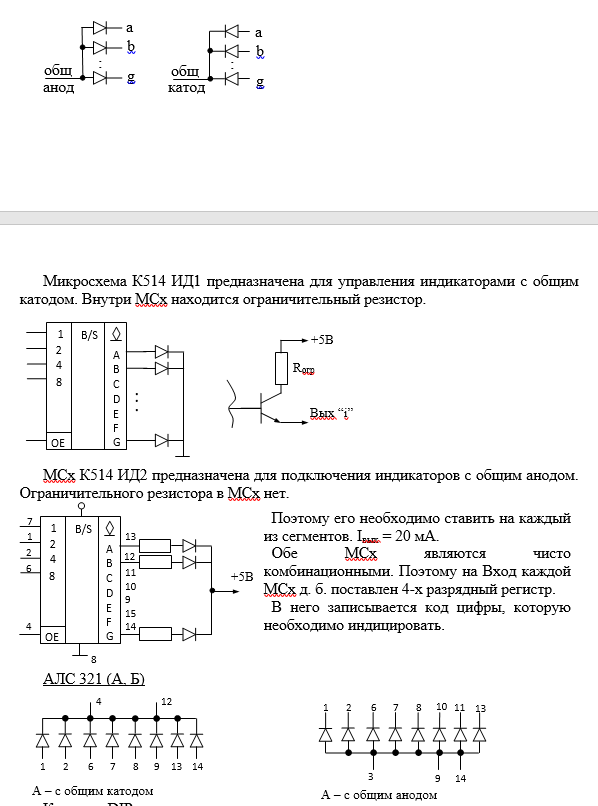 a
b
:
g
общ
анод
a
b
:
g
общ
катод
Микросхема К514 ИД1 предназначена для управления индикаторами с общим
катодом. Внутри МСх находится ограничительный резистор.
1 B/S
2 A
4 B
8 C
D
E
F
OE G
:
:
+5В
Rогр
Вых “i”
МСх К514 ИД2 предназначена для подключения индикаторов с общим анодом.
Ограничительного резистора в МСх нет.
7 1 B/S 13
1 2 A 12
2 4 B 11
6 8 C 10
D 9
E 15
F 14
4 OE G
8
+5В
Поэтому его необходимо ставить на каждый
из сегментов. Iвых = 20 мА.
Обе МСх являются чисто
комбинационными. Поэтому на Вход каждой
МСх д. б. поставлен 4-х разрядный регистр.
В него записывается код цифры, которую
необходимо индицировать.
АЛС 321 (А, Б)
4 12
1 2 6 7 8 9 13 14
А – с общим катодом
1 2 6 7 8 10 11 13
3 9 14
А – с общим анодом